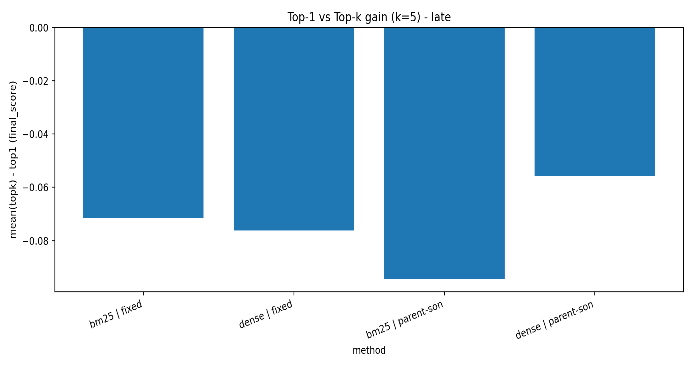 Top-1 vs Top-k gain (k=5) - late
mean(topk) - top1 (final_score)
0.00
−0.02
−0.04
−0.06
−0.08
bm25 | fixed
dense | fixed
bm25 | parent-son
dense | parent-son
method